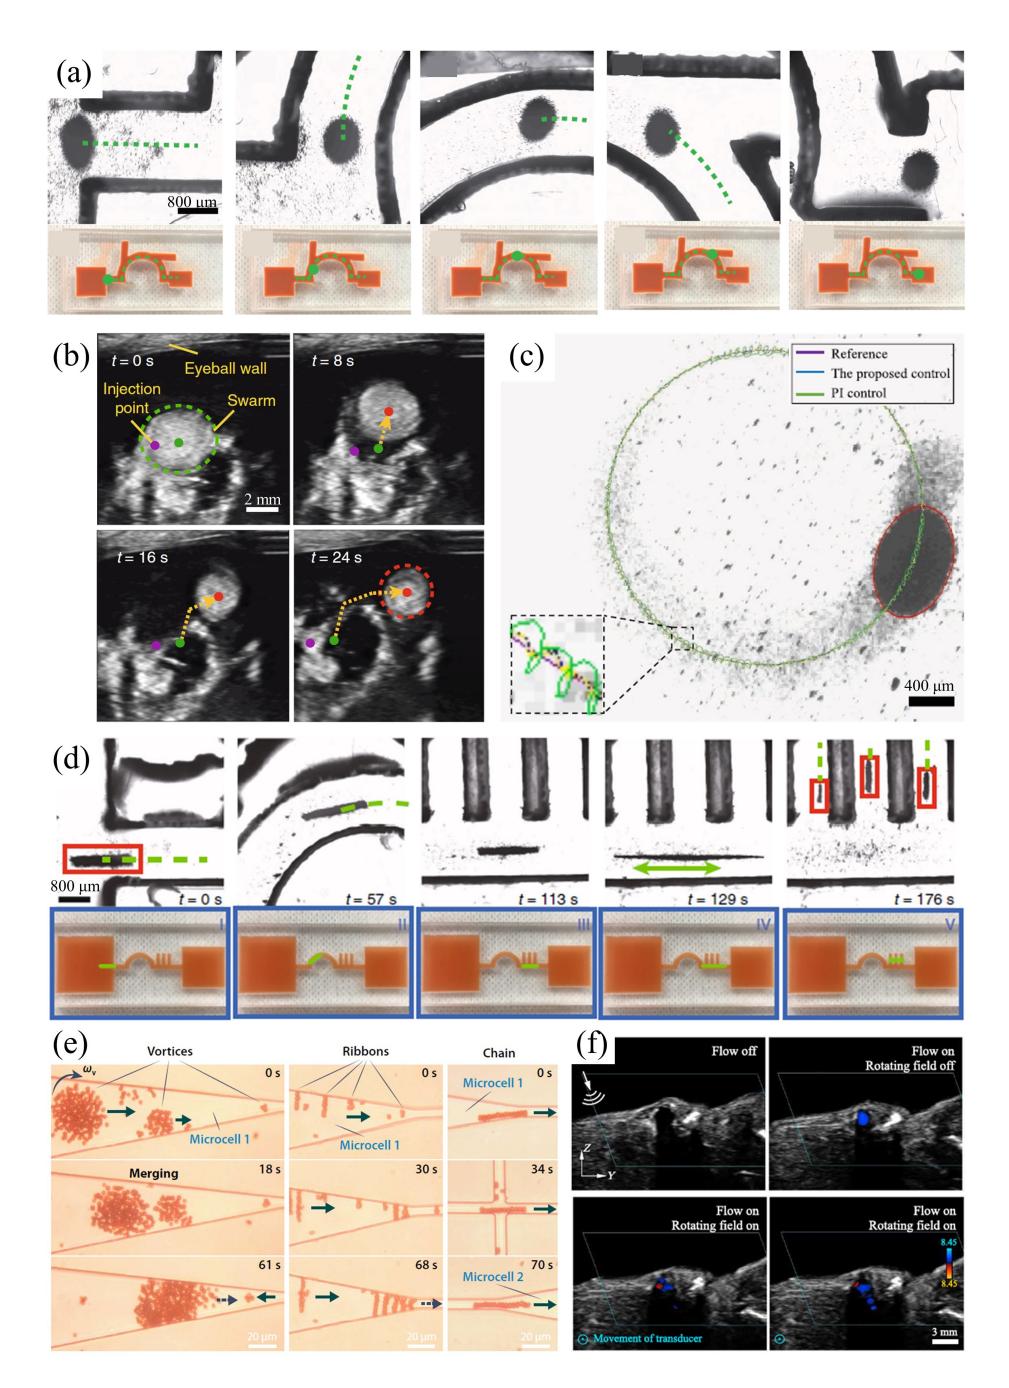 (a)
800 μm
(b)
t = 0 s
Eyeball wall
Injection
point
Swarm
2 mm
t = 8 s
t = 16 s
t = 24 s
(c)
Reference
The proposed control
PI control
400 μm
(d)
800 μm
t = 0 s
t = 57 s
t = 113 s
t = 129 s
t = 176 s
I
II
III
IV
V
(e)
Vortices
Ribbons
Chain
ωv
0 s
0 s
0 s
Microcell 1
Microcell 1
Microcell 1
Merging
18 s
30 s
34 s
61 s
68 s
Microcell 2
70 s
20 μm
20 μm
20 μm
(f)
Flow off
Flow on
Rotating field off
Z
Y
Flow on
Rotating field on
Flow on
Rotating field on
8.45
8.45
Movement of transducer
3 mm